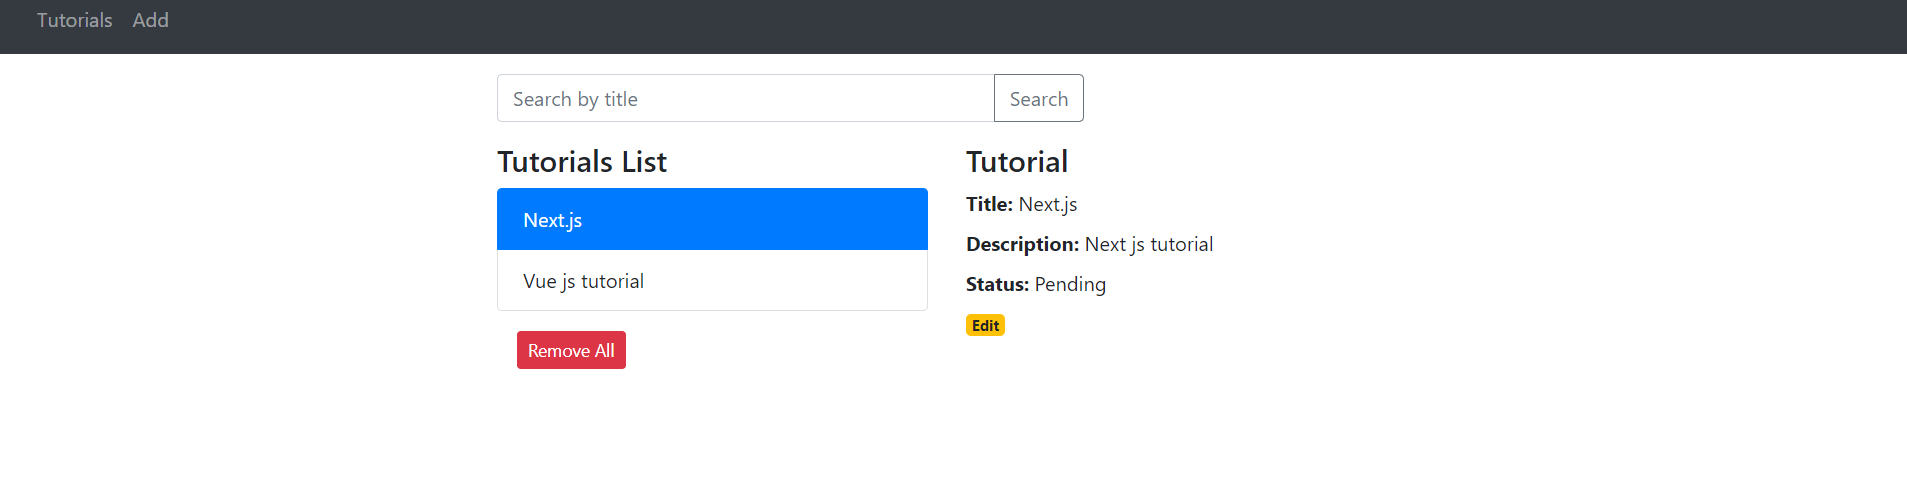 Tutorials Add
Search by title Search
Tutorials List
Next.js
Vue js tutorial
Remove All
Tutorial
Title: Next.js
Description: Next js tutorial
Status: Pending
Edit